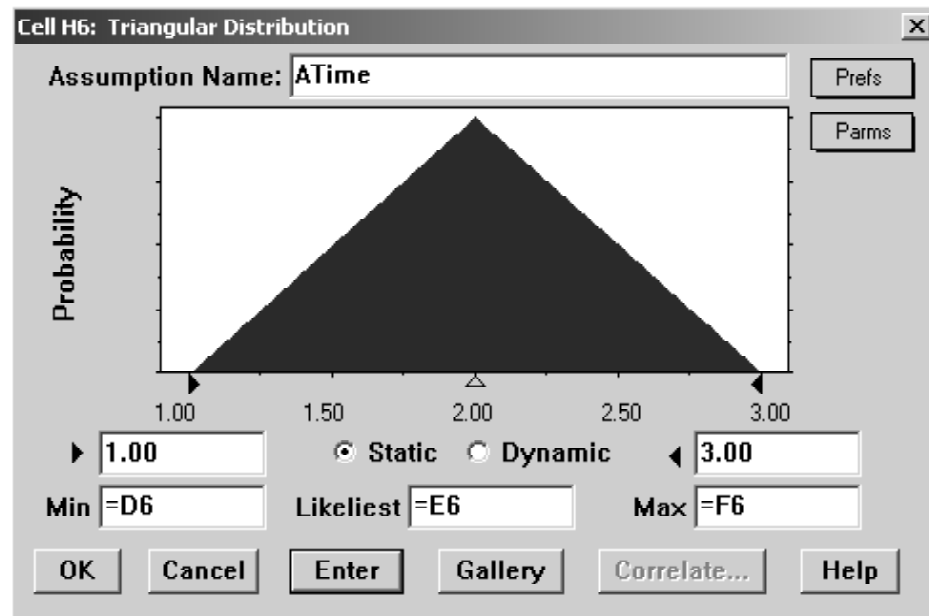 Cell H6: Triangular Distribution
Assumption Name: ATime
Prefs
Parms
Probability
1.00 1.50 2.00 2.50 3.00
1.00 Static Dynamic 3.00
Min =D6 Likeliest =E6 Max =F6
OK Cancel Enter Gallery Correlate... Help